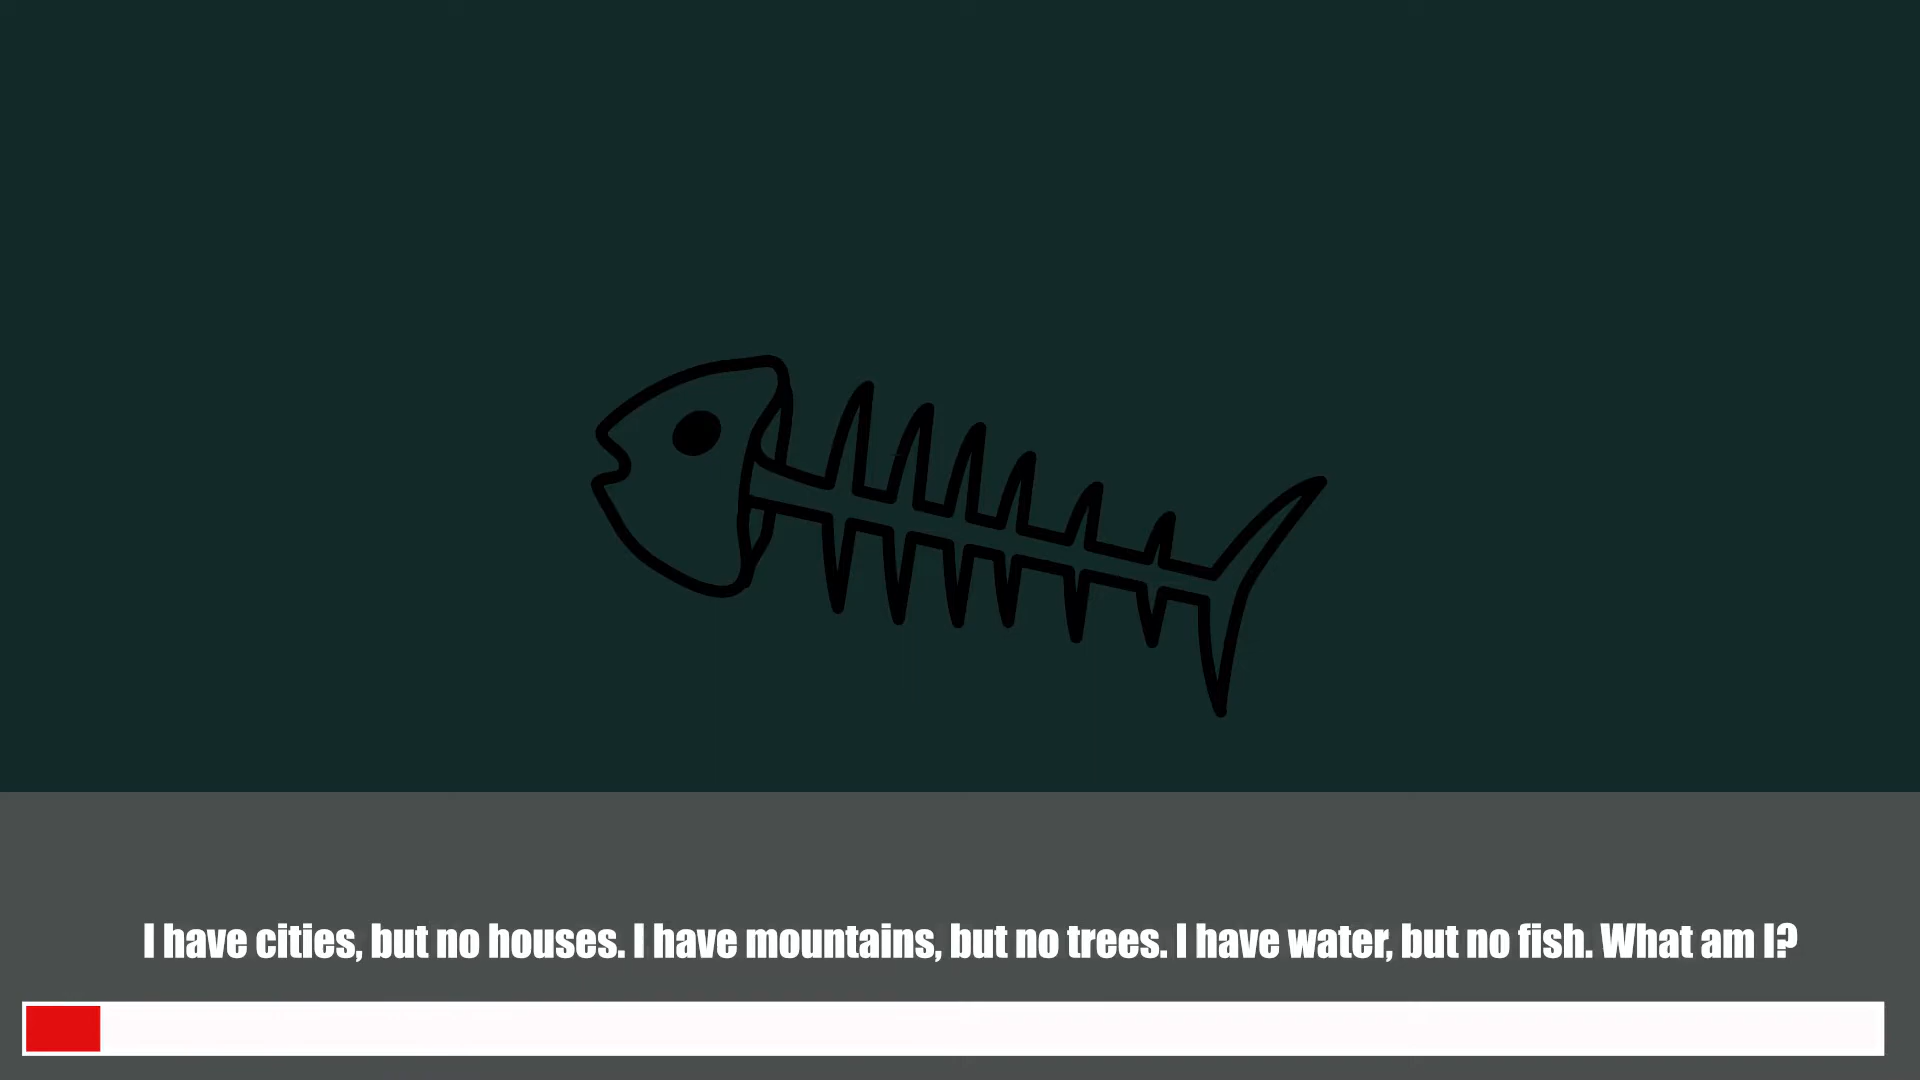 I have cities, but no houses. I have mountains, but no trees. I have water, but no fish. What am I?